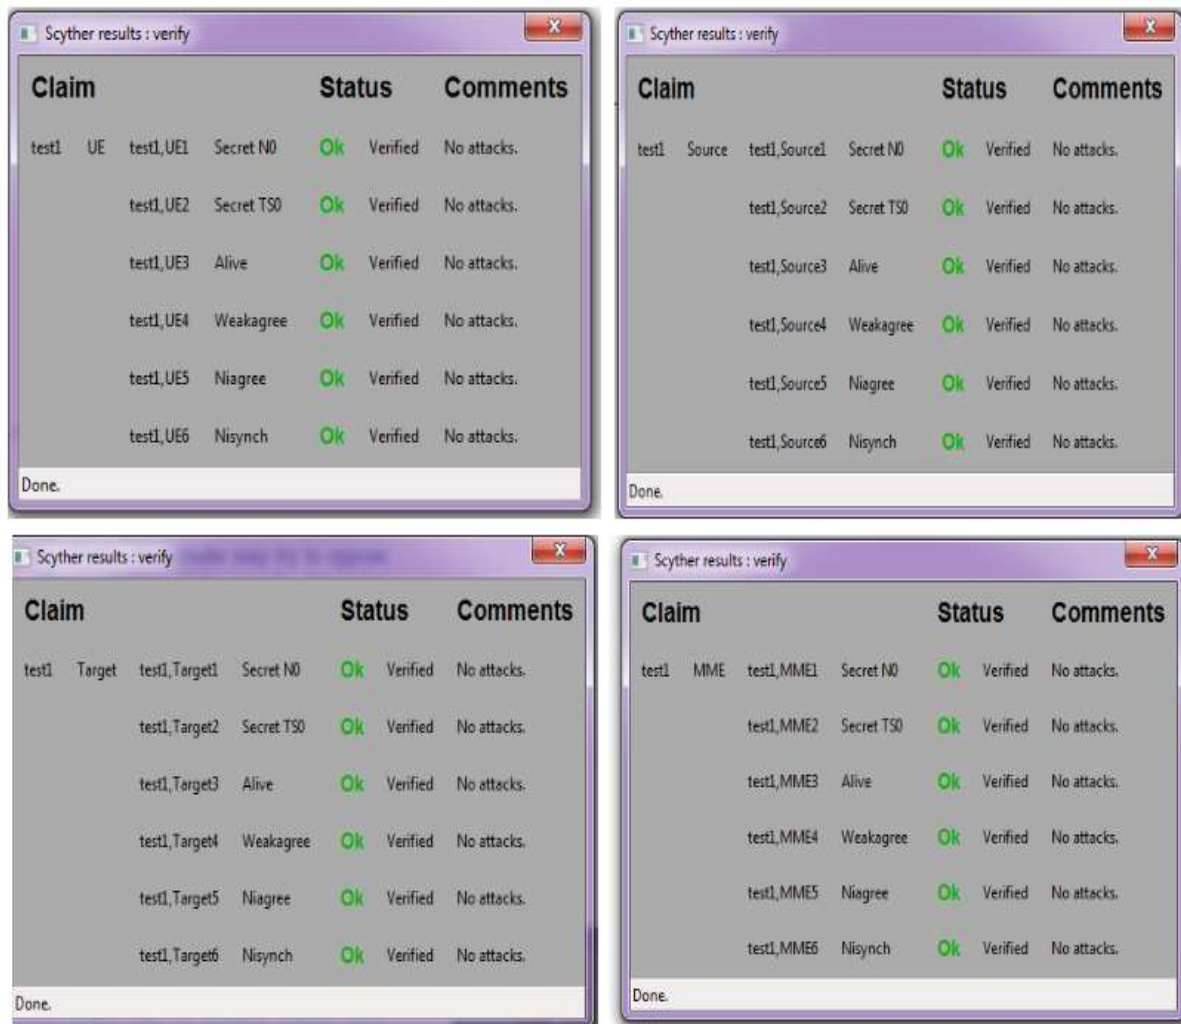 Scyther results : verify
Claim Status Comments
test1 UE test1,UE1 Secret N0 Ok Verified No attacks.
test1,UE2 Secret TS0 Ok Verified No attacks.
test1,UE3 Alive Ok Verified No attacks.
test1,UE4 Weakagree Ok Verified No attacks.
test1,UE5 Niagree Ok Verified No attacks.
test1,UE6 Nisynch Ok Verified No attacks.
Done.
Scyther results : verify
Claim Status Comments
test1 Source test1,Source1 Secret N0 Ok Verified No attacks.
test1,Source2 Secret TS0 Ok Verified No attacks.
test1,Source3 Alive Ok Verified No attacks.
test1,Source4 Weakagree Ok Verified No attacks.
test1,Source5 Niagree Ok Verified No attacks.
test1,Source6 Nisynch Ok Verified No attacks.
Done.
Scyther results : verify
Claim Status Comments
test1 Target test1,Target1 Secret N0 Ok Verified No attacks.
test1,Target2 Secret TS0 Ok Verified No attacks.
test1,Target3 Alive Ok Verified No attacks.
test1,Target4 Weakagree Ok Verified No attacks.
test1,Target5 Niagree Ok Verified No attacks.
test1,Target6 Nisynch Ok Verified No attacks.
Done.
Scyther results : verify
Claim Status Comments
test1 MME test1,MME1 Secret N0 Ok Verified No attacks.
test1,MME2 Secret TS0 Ok Verified No attacks.
test1,MME3 Alive Ok Verified No attacks.
test1,MME4 Weakagree Ok Verified No attacks.
test1,MME5 Niagree Ok Verified No attacks.
test1,MME6 Nisynch Ok Verified No attacks.
Done.